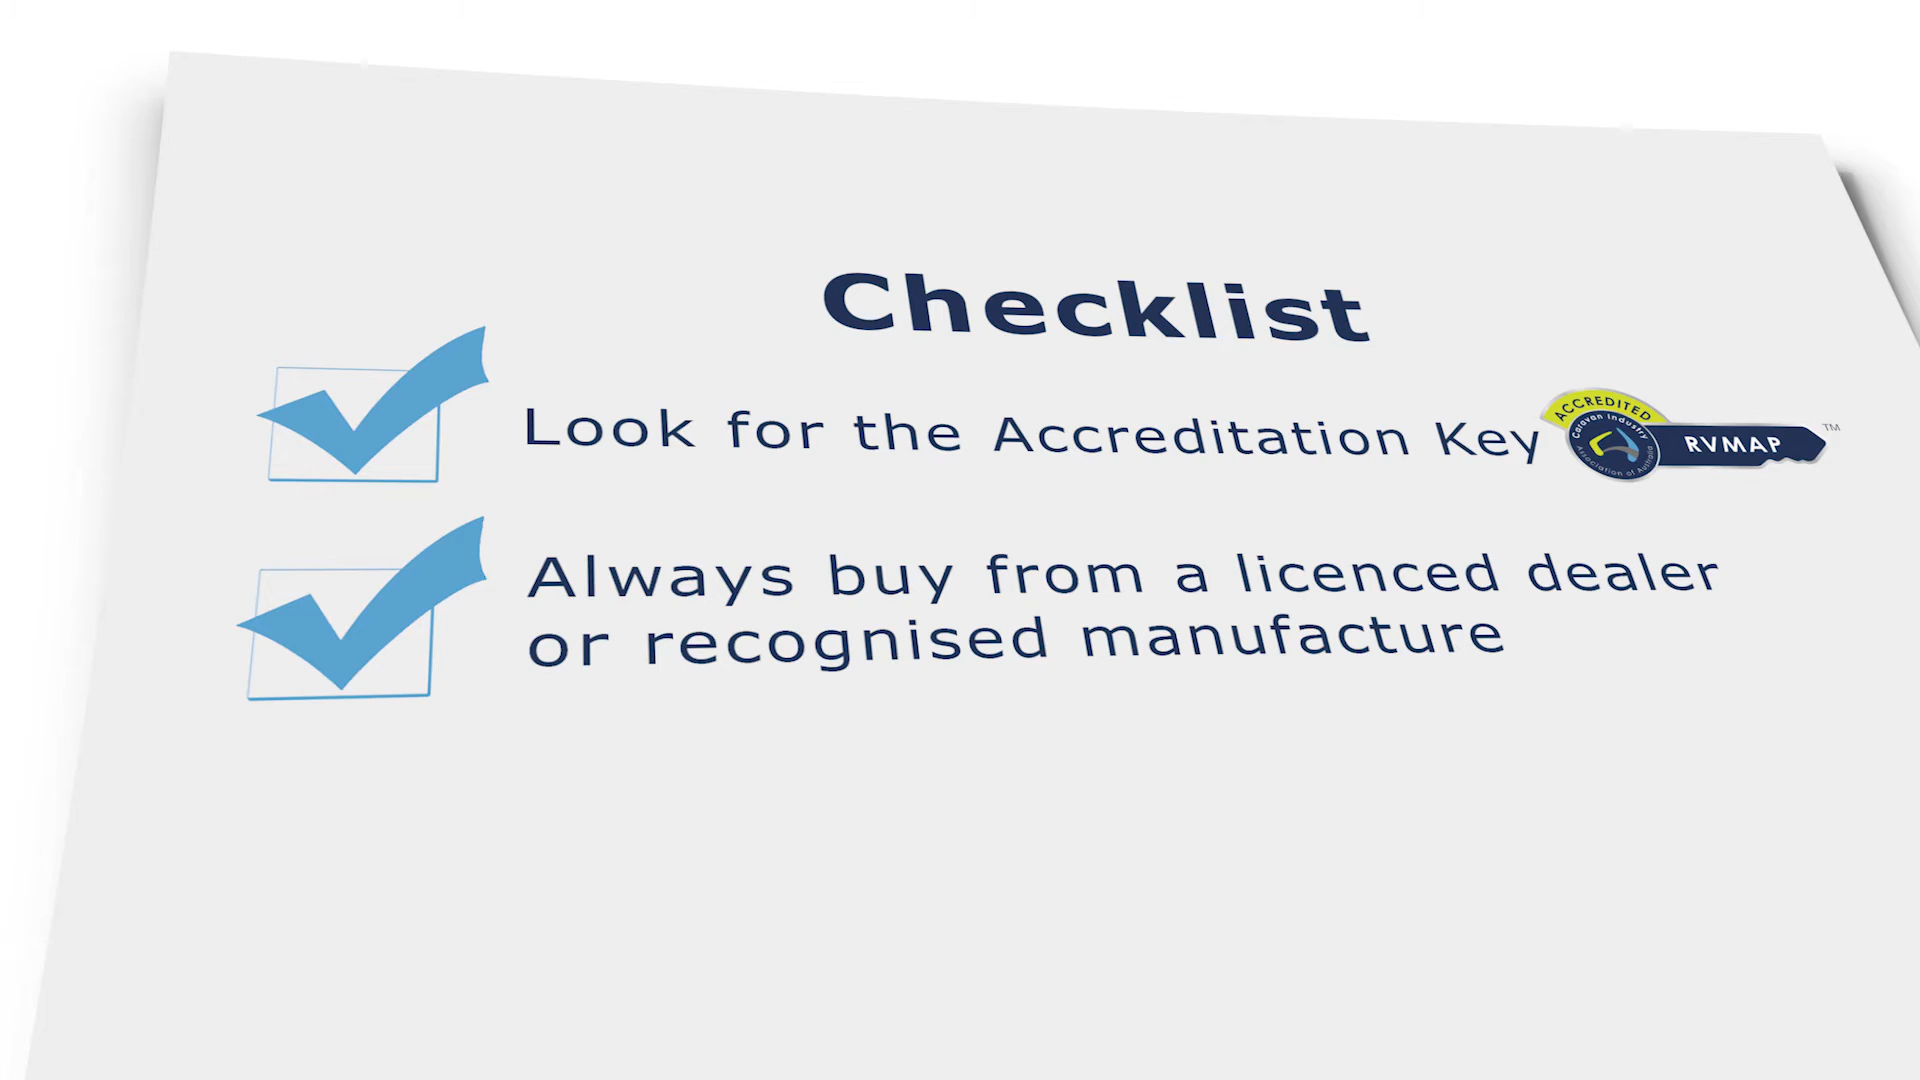 Checklist
Look for the Accreditation Key
ACCREDITED
Caravan Industry
Association of Australia
RVMAP
TM
Always buy from a licenced dealer
or recognised manufacture